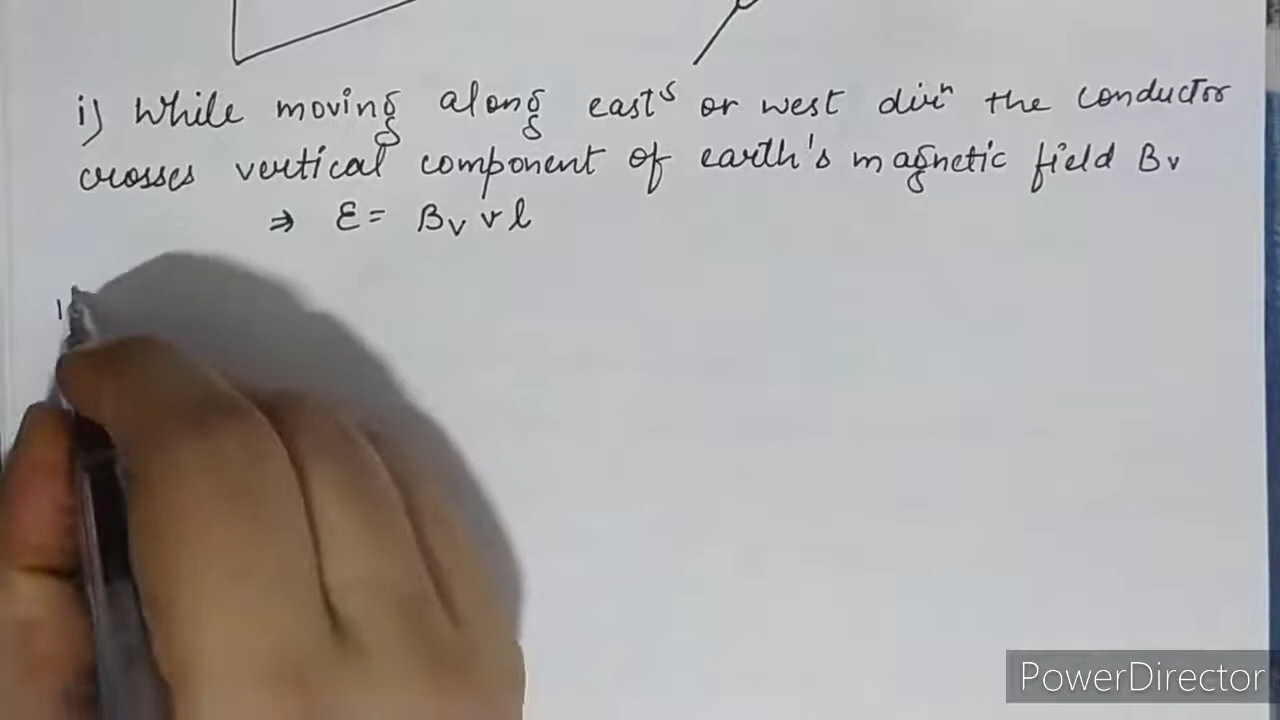 i) While moving along east or west dirⁿ the conductor
crosses vertical component of earth's magnetic field Bv
⇒ ε = Bv v l
PowerDirector